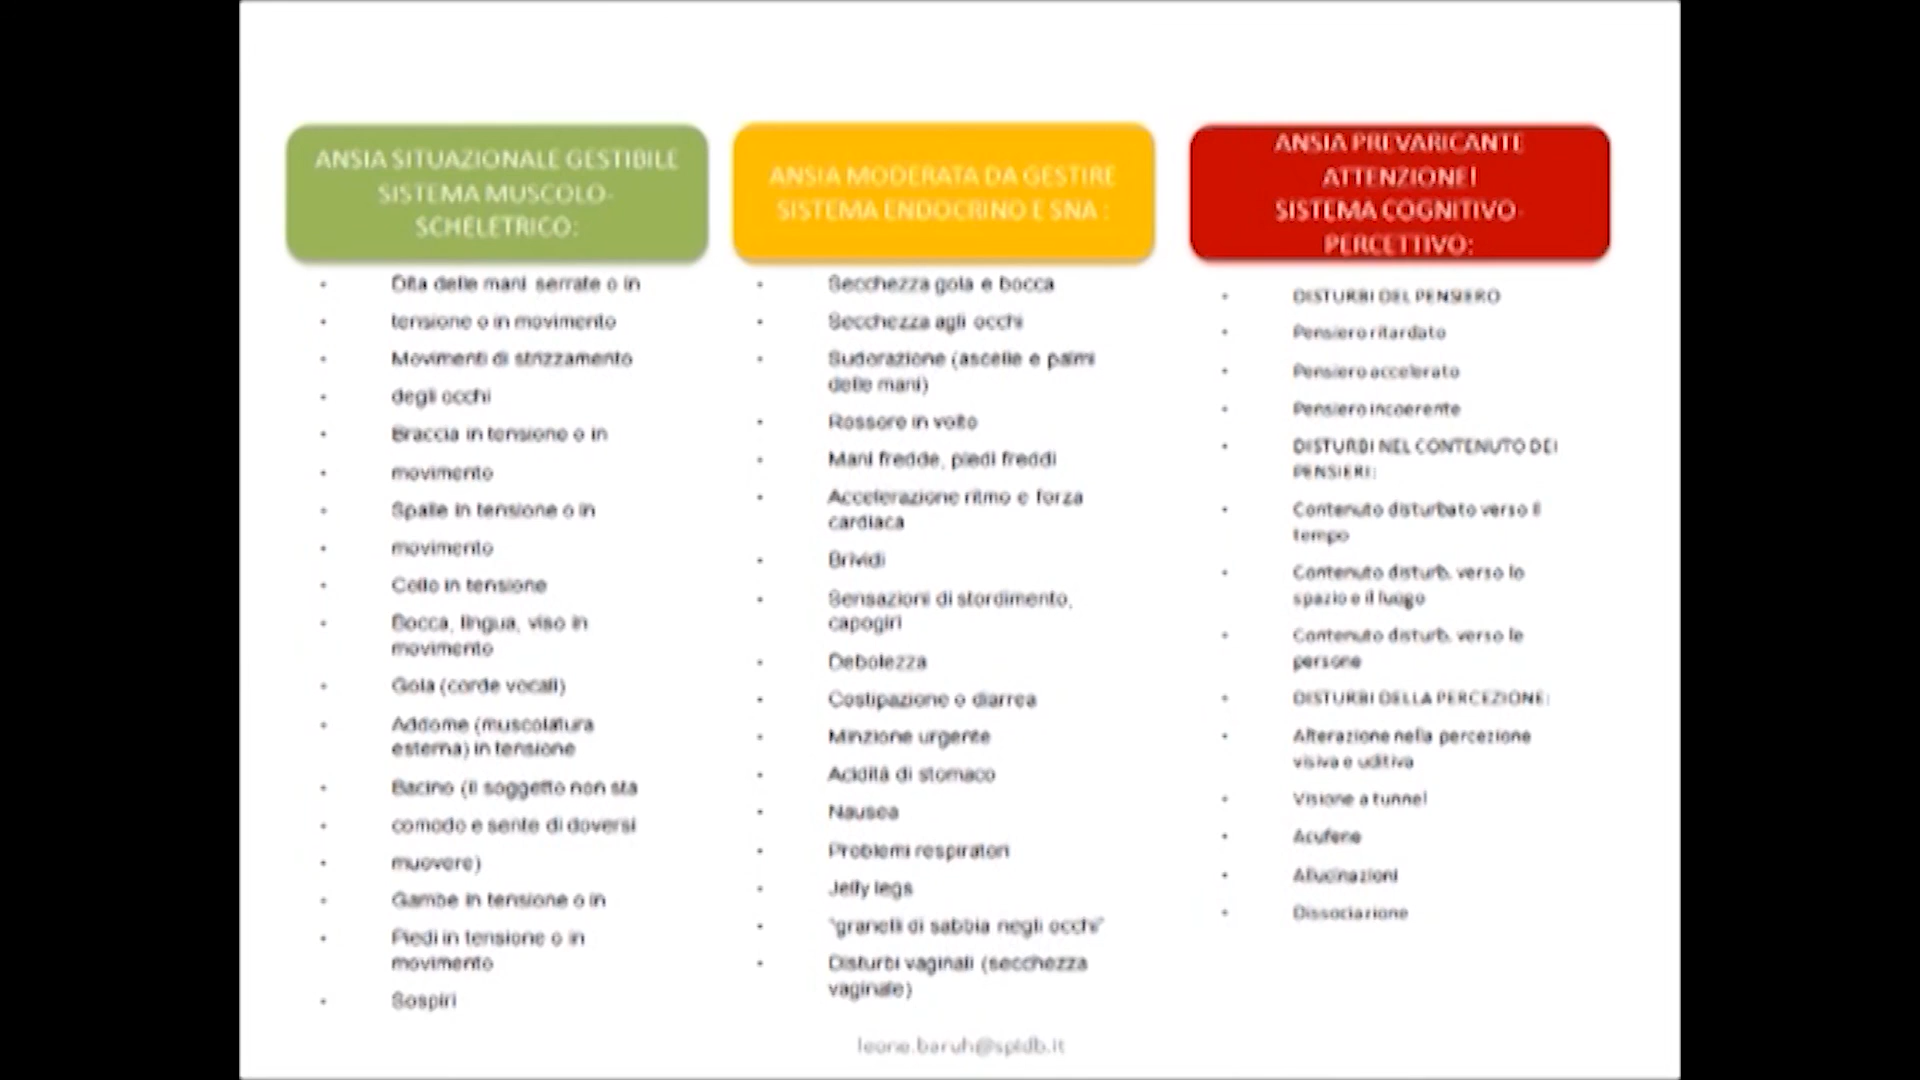 ANSIA SITUAZIONALE GESTIBILE
SISTEMA MUSCOLO-
SCHELETRICO:
• Dita delle mani serrate o in
• tensione o in movimento
• Movimenti di strizzamento
• degli occhi
• Braccia in tensione o in
• movimento
• Spalle in tensione o in
• movimento
• Collo in tensione
• Bocca, lingua, viso in
movimento
• Gola (corde vocali)
• Addome (muscolatura
esterna) in tensione
• Bacino (il soggetto non sta
• comodo e sente di doversi
• muovere)
• Gambe in tensione o in
• Piedi in tensione o in
movimento
• Sospiri
ANSIA MODERATA DA GESTIRE
SISTEMA ENDOCRINO E SNA :
• Secchezza gola e bocca
• Secchezza agli occhi
• Sudorazione (ascelle e palmi
delle mani)
• Rossore in volto
• Mani fredde, piedi freddi
• Accelerazione ritmo e forza
cardiaca
• Brividi
• Sensazioni di stordimento,
capogiri
• Debolezza
• Costipazione o diarrea
• Minzione urgente
• Acidità di stomaco
• Nausea
• Problemi respiratori
• Jelly legs
• "granelli di sabbia negli occhi"
• Disturbi vaginali (secchezza
vaginale)
ANSIA PREVARICANTE
ATTENZIONE!
SISTEMA COGNITIVO-
PERCETTIVO:
• DISTURBI DEL PENSIERO
• Pensiero ritardato
• Pensiero accelerato
• Pensiero incoerente
• DISTURBI NEL CONTENUTO DEI
PENSIERI:
• Contenuto disturbato verso il
tempo
• Contenuto disturb. verso lo
spazio e il luogo
• Contenuto disturb. verso le
persone
• DISTURBI DELLA PERCEZIONE:
• Alterazione nella percezione
visiva e uditiva
• Visione a tunnel
• Acufene
• Allucinazioni
• Dissociazione
leone.baruh@spldb.it